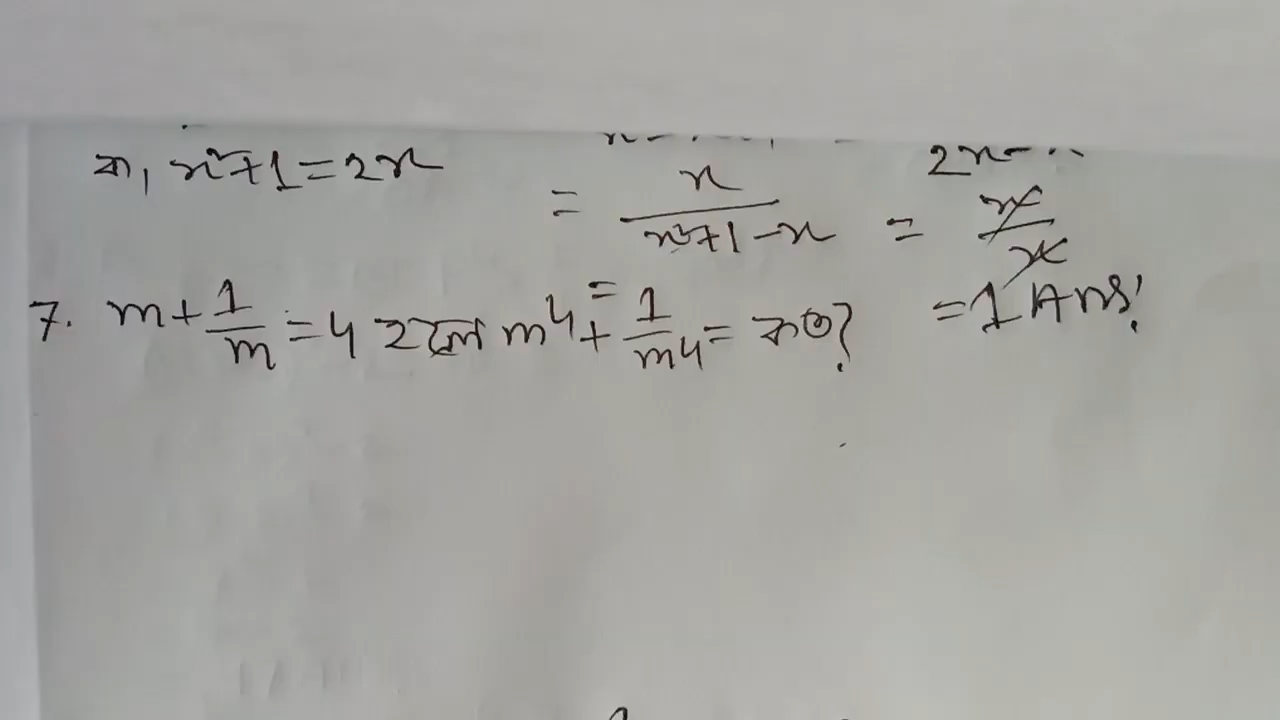 বা, x²+1=2x
= x/(x²+1-x) = x/x
7. m+1/m=4 হলে m⁴+1/m⁴= কত?
=1 Ans!